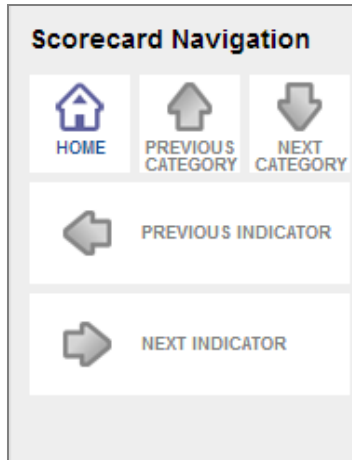 Scorecard Navigation
HOME
PREVIOUS
CATEGORY
NEXT
CATEGORY
PREVIOUS INDICATOR
NEXT INDICATOR